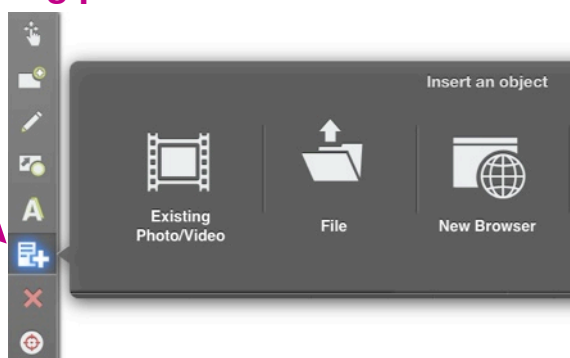 Insert an object
Existing
Photo/Video
File
New Browser
A